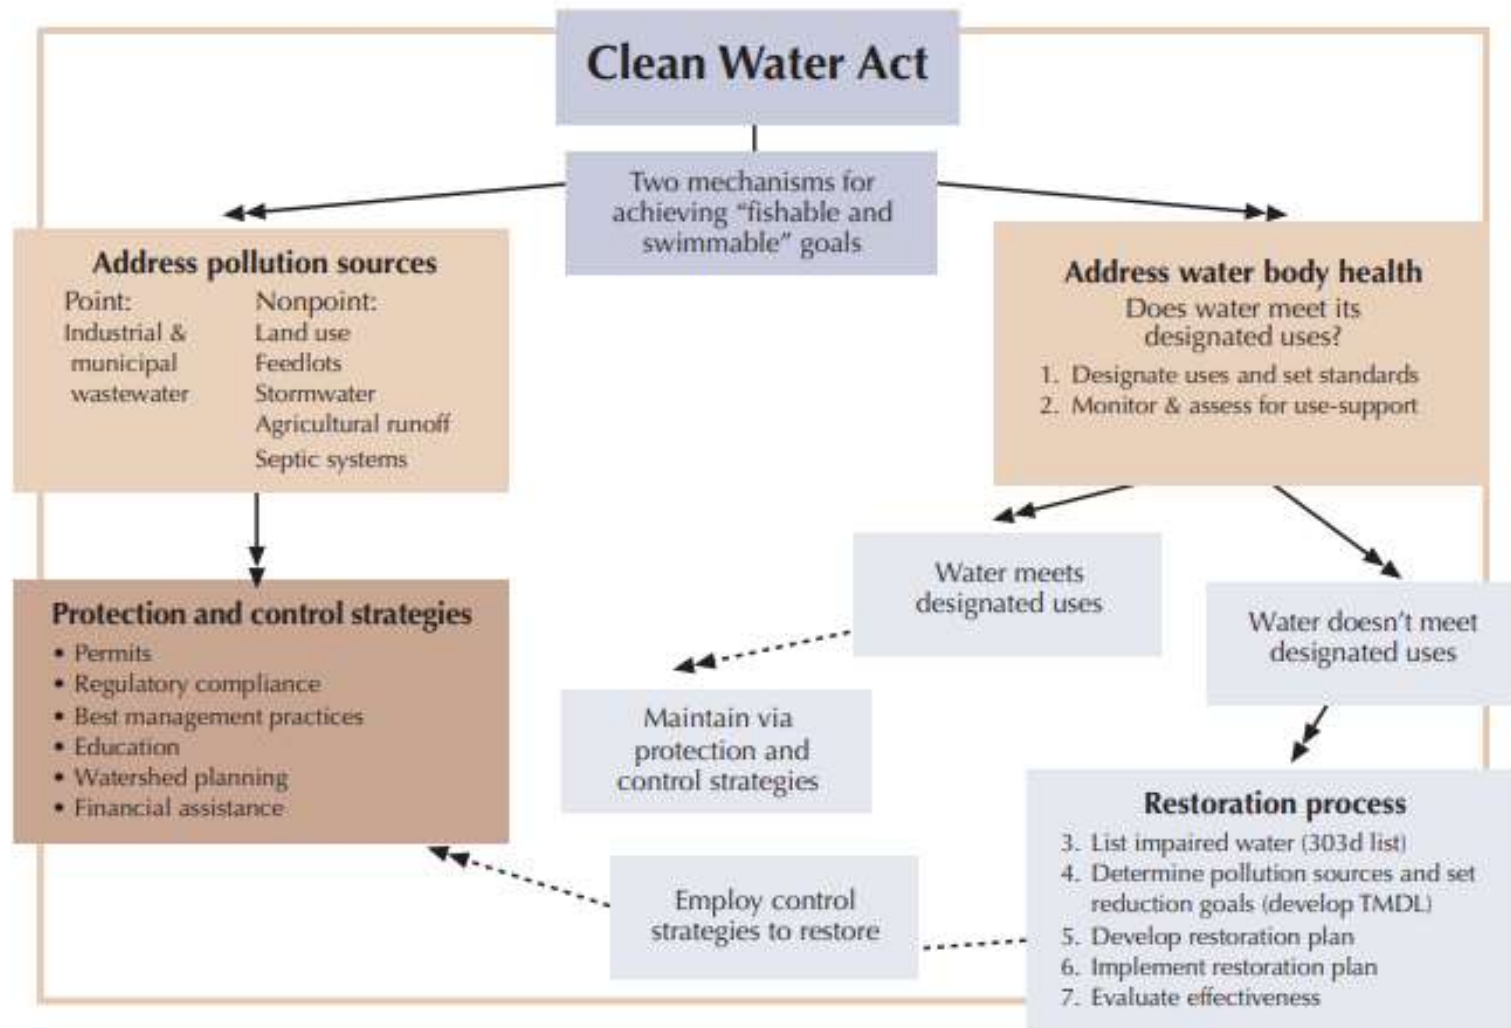 Clean Water Act
Two mechanisms for
achieving “fishable and
swimmable” goals
Address pollution sources
Point:
Industrial &
municipal
wastewater
Nonpoint:
Land use
Feedlots
Stormwater
Agricultural runoff
Septic systems
Address water body health
Does water meet its
designated uses?
1. Designate uses and set standards
2. Monitor & assess for use-support
Protection and control strategies
• Permits
• Regulatory compliance
• Best management practices
• Education
• Watershed planning
• Financial assistance
Water meets
designated uses
Water doesn’t meet
designated uses
Maintain via
protection and
control strategies
Restoration process
3. List impaired water (303d list)
4. Determine pollution sources and set
reduction goals (develop TMDL)
5. Develop restoration plan
6. Implement restoration plan
7. Evaluate effectiveness
Employ control
strategies to restore